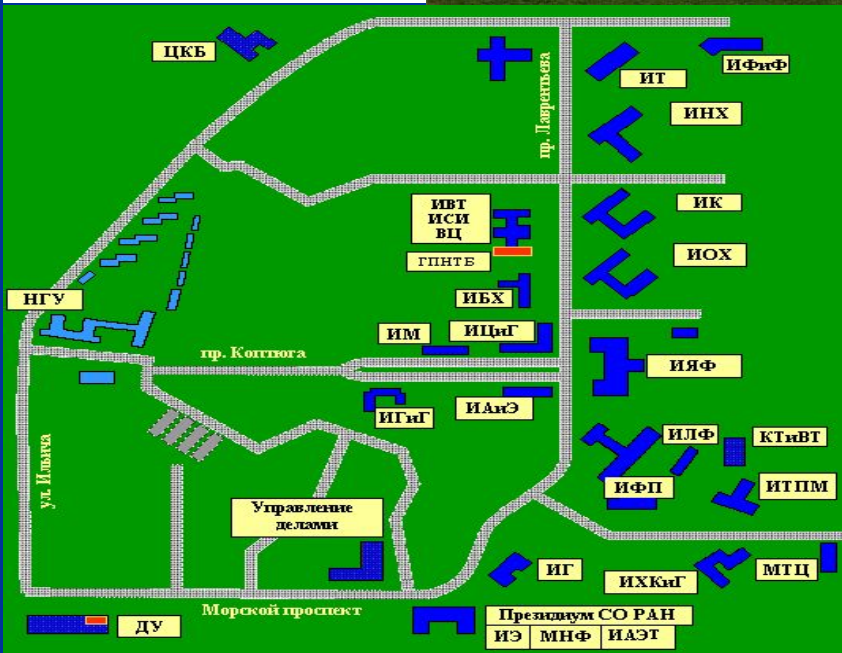 ЦКБ
пр. Лаврентьева
ИТ
ИФиФ
ИНХ
ИВТ
ИСИ
ВЦ
ИК
ГПНТБ
ИОХ
НГУ
ИБХ
ИМ
ИЦиГ
пр. Коптюга
ИЯФ
ИГиГ
ИАиЭ
ул. Ильича
ИЛФ
КТиВТ
ИФП
ИТПМ
Управление
делами
ИГ
ИХКиГ
МТЦ
Морской проспект
ДУ
Президиум СО РАН
ИЭ МНФ ИАЭТ